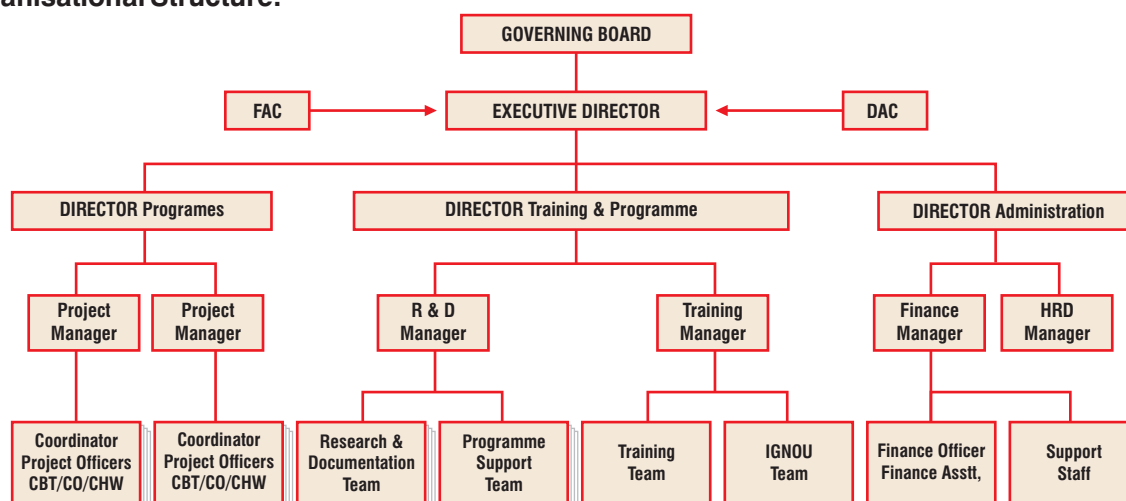 anisational Structure:
GOVERNING BOARD
FAC
EXECUTIVE DIRECTOR
DAC
DIRECTOR Programes
DIRECTOR Training & Programme
DIRECTOR Administration
Project
Manager
Project
Manager
R & D
Manager
Training
Manager
Finance
Manager
HRD
Manager
Coordinator
Project Officers
CBT/CO/CHW
Coordinator
Project Officers
CBT/CO/CHW
Research &
Documentation
Team
Programme
Support
Team
Training
Team
IGNOU
Team
Finance Officer
Finance Asstt,
Support
Staff